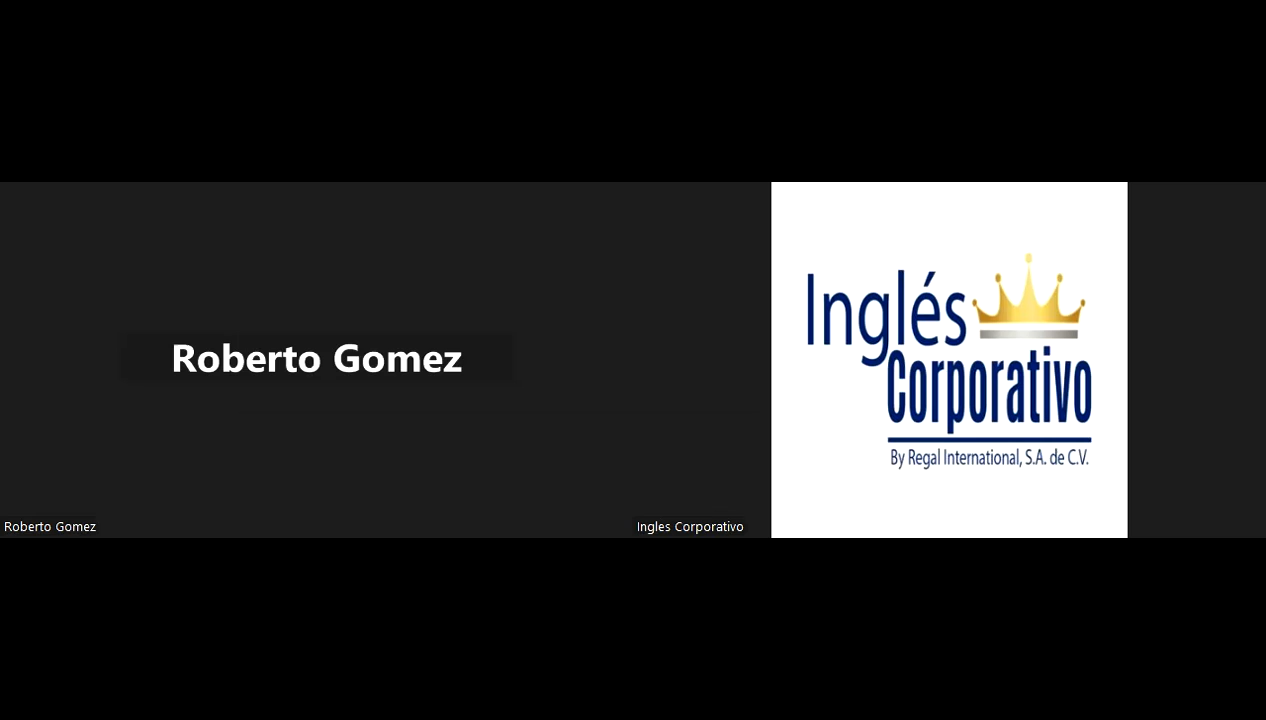 Roberto Gomez
Roberto Gomez
Inglés
Corporativo
By Regal International, S.A. de C.V.
Ingles Corporativo